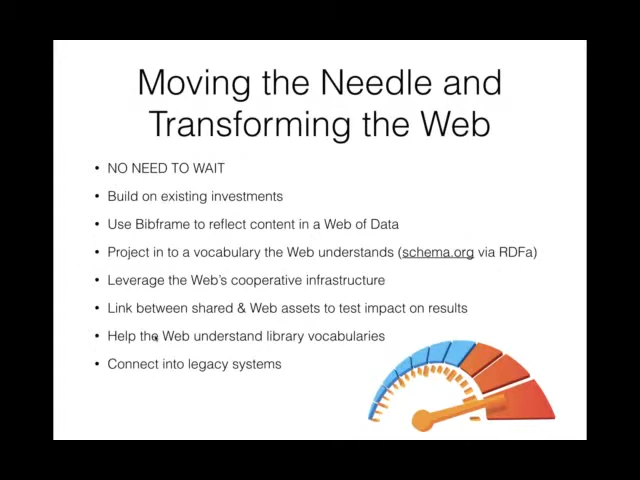 Moving the Needle and
Transforming the Web
• NO NEED TO WAIT
• Build on existing investments
• Use Bibframe to reflect content in a Web of Data
• Project in to a vocabulary the Web understands (schema.org via RDFa)
• Leverage the Web's cooperative infrastructure
• Link between shared & Web assets to test impact on results
• Help the Web understand library vocabularies
• Connect into legacy systems